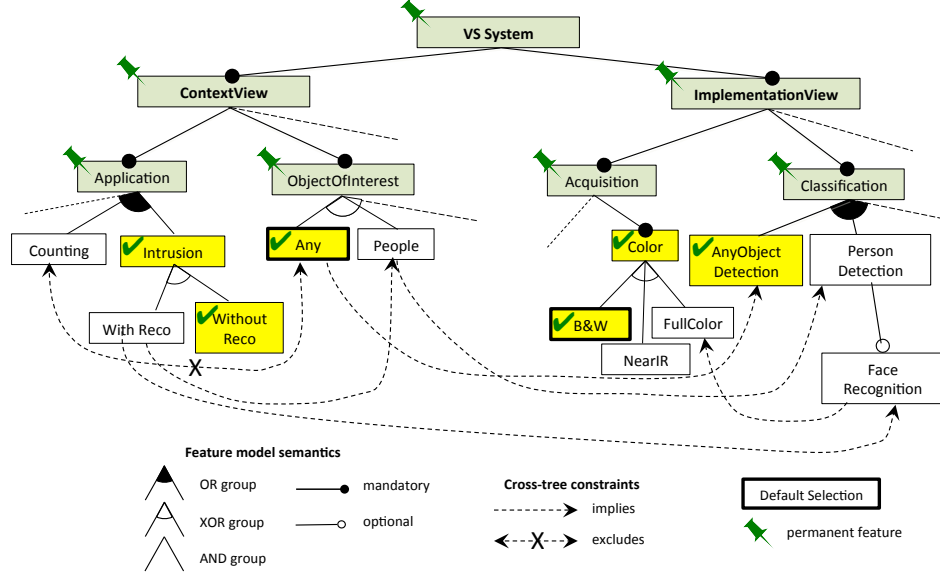 VS System
ContextView
ImplementationView
Application
ObjectOfInterest
Acquisition
Classification
Counting
Intrusion
Any
People
Color
AnyObject
Detection
Person
Detection
With Reco
Without
Reco
B&W
FullColor
NearIR
Face
Recognition
X
Feature model semantics
OR group
mandatory
XOR group
optional
AND group
Cross-tree constraints
implies
X
excludes
Default Selection
permanent feature